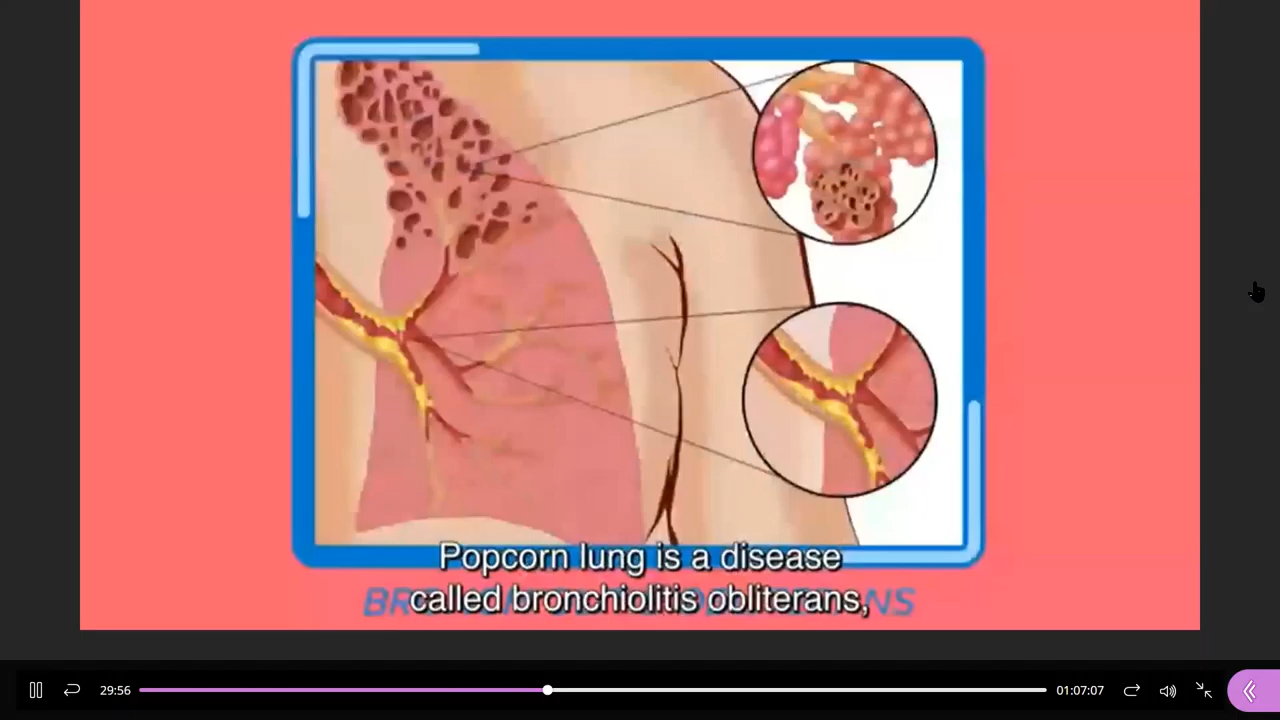 Popcorn lung is a disease
called bronchiolitis obliterans,
29:56
01:07:07